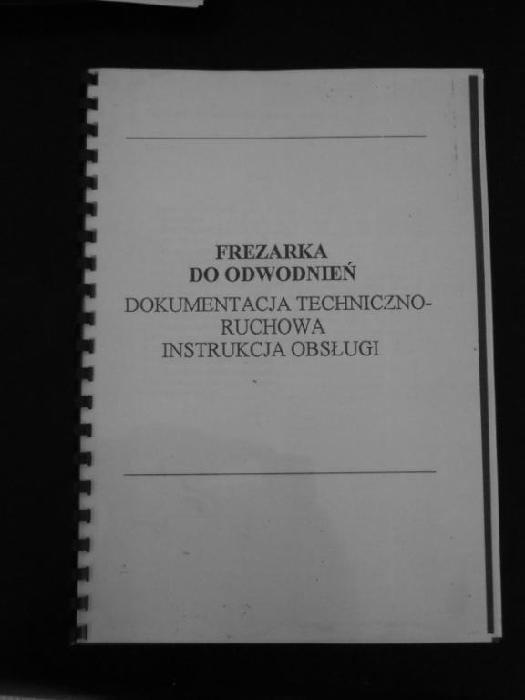 FREZARKA
DO ODWODNIEŃ
DOKUMENTACJA TECHNICZNO-
RUCHOWA
INSTRUKCJA OBSŁUGI